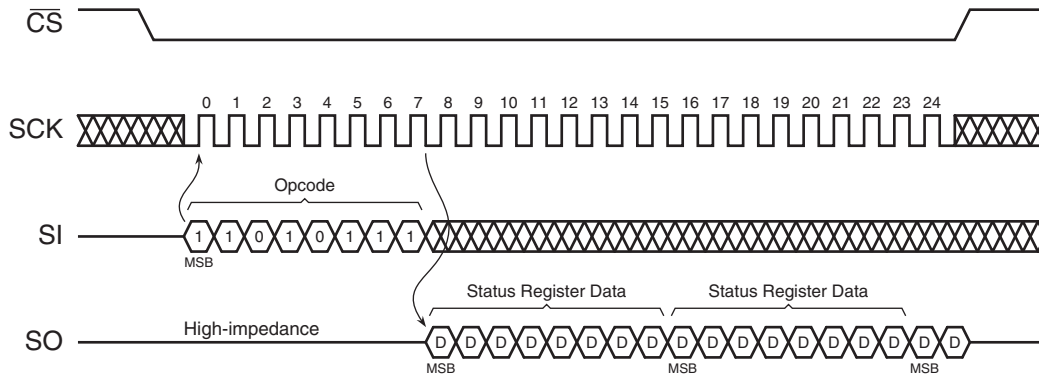 CS
0 1 2 3 4 5 6 7 8 9 10 11 12 13 14 15 16 17 18 19 20 21 22 23 24
SCK
Opcode
SI 1 1 0 1 0 1 1 1
MSB
Status Register Data Status Register Data
High-impedance
SO D D D D D D D D D D D D D D D D D D
MSB MSB MSB